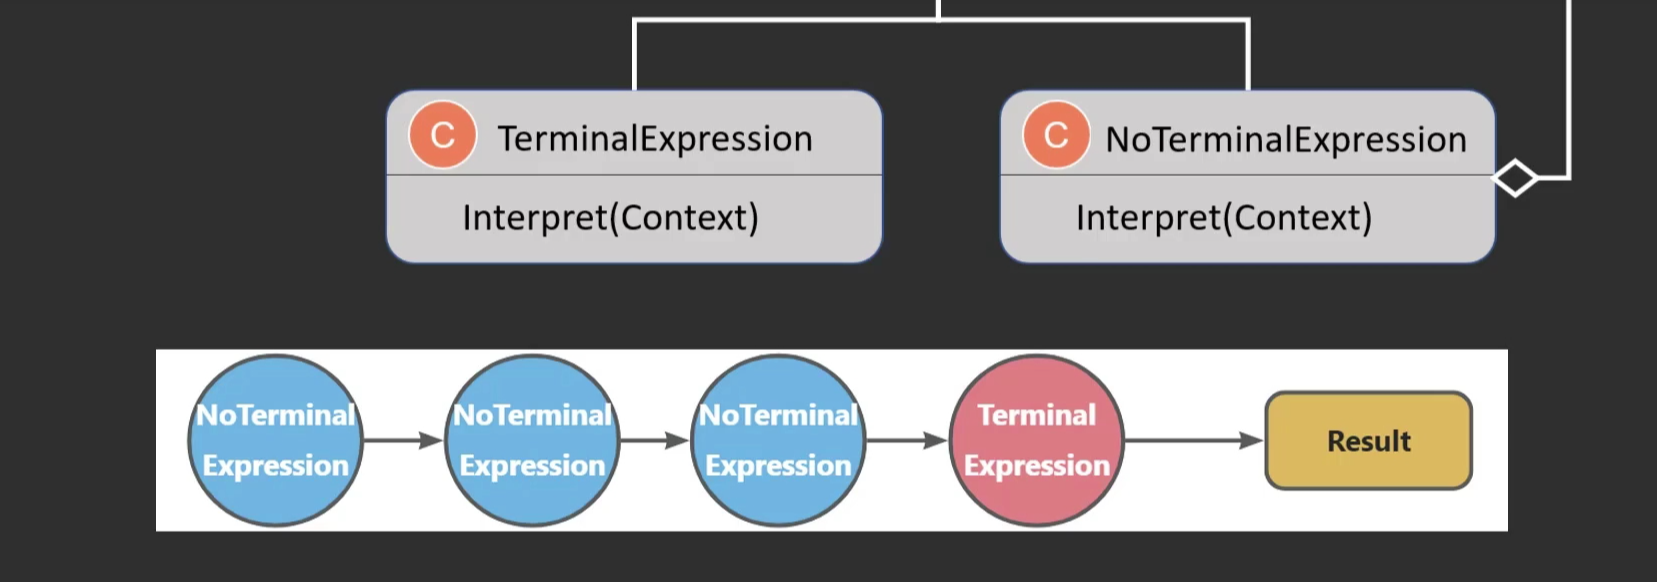 C TerminalExpression
Interpret(Context)
C NoTerminalExpression
Interpret(Context)
NoTerminal
Expression
NoTerminal
Expression
NoTerminal
Expression
Terminal
Expression
Result